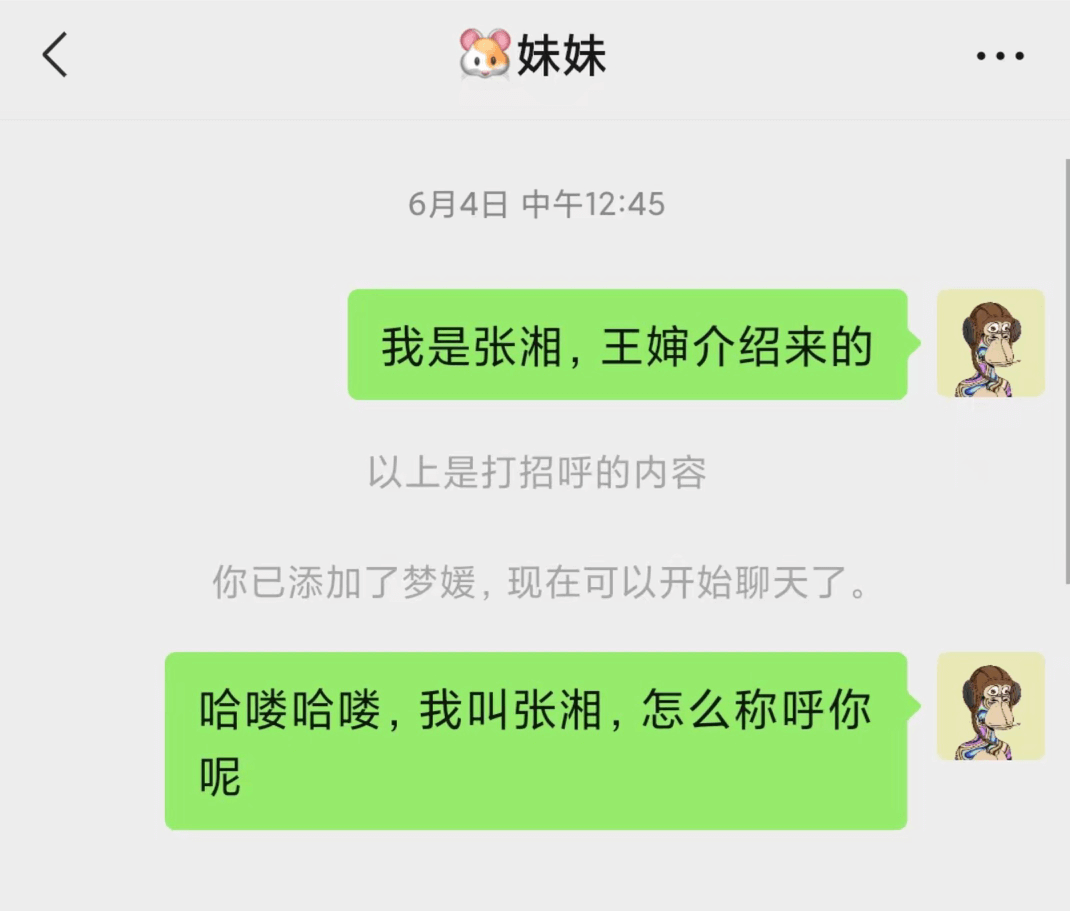 🐹妹妹
6月4日 中午12:45
我是张湘，王婶介绍来的
以上是打招呼的内容
你已添加了梦媛，现在可以开始聊天了。
哈喽哈喽，我叫张湘，怎么称呼你
呢